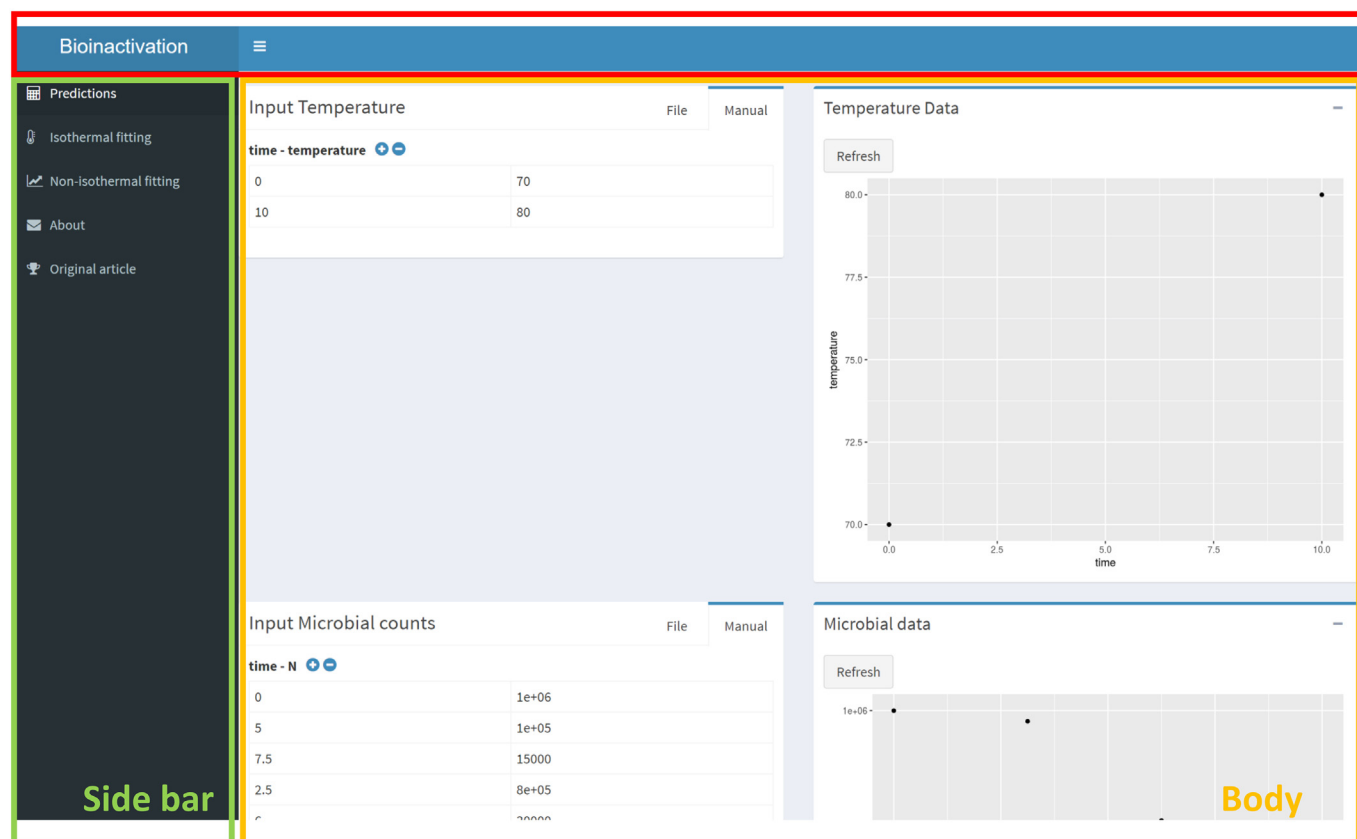 Bioinactivation
Predictions
Isothermal fitting
Non-isothermal fitting
About
Original article
Side bar
Input Temperature
File
Manual
time - temperature
0
70
10
80
Temperature Data
Refresh
80.0
77.5
75.0
72.5
70.0
temperature
0.0
2.5
5.0
7.5
10.0
time
Input Microbial counts
File
Manual
time - N
0
1e+06
5
1e+05
7.5
15000
2.5
8e+05
Microbial data
Refresh
1e+06
Body